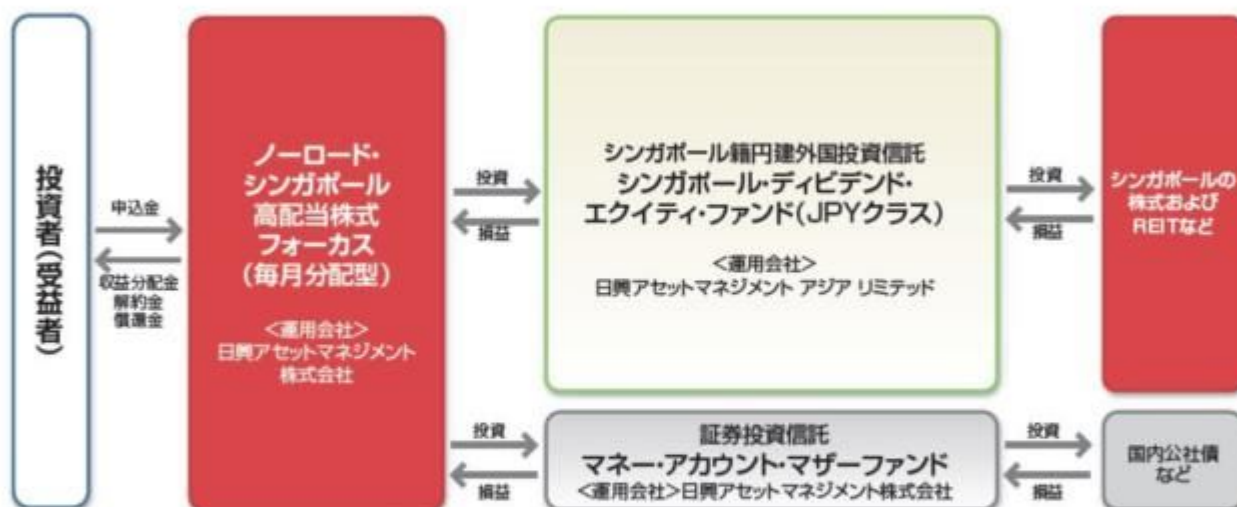 投資者(受益者)
申込金
収益分配金
解約金
償還金
ノーロード・
シンガポール
高配当株式
フォーカス
(毎月分配型)
<運用会社>
日興アセットマネジメント
株式会社
投資
損益
シンガポール籍円建外国投資信託
シンガポール・ディビデンド・
エクイティ・ファンド(JPYクラス)
<運用会社>
日興アセットマネジメント アジア リミテッド
投資
損益
シンガポールの
株式および
REITなど
投資
損益
証券投資信託
マネー・アカウント・マザーファンド
<運用会社>日興アセットマネジメント株式会社
投資
損益
国内公社債
など